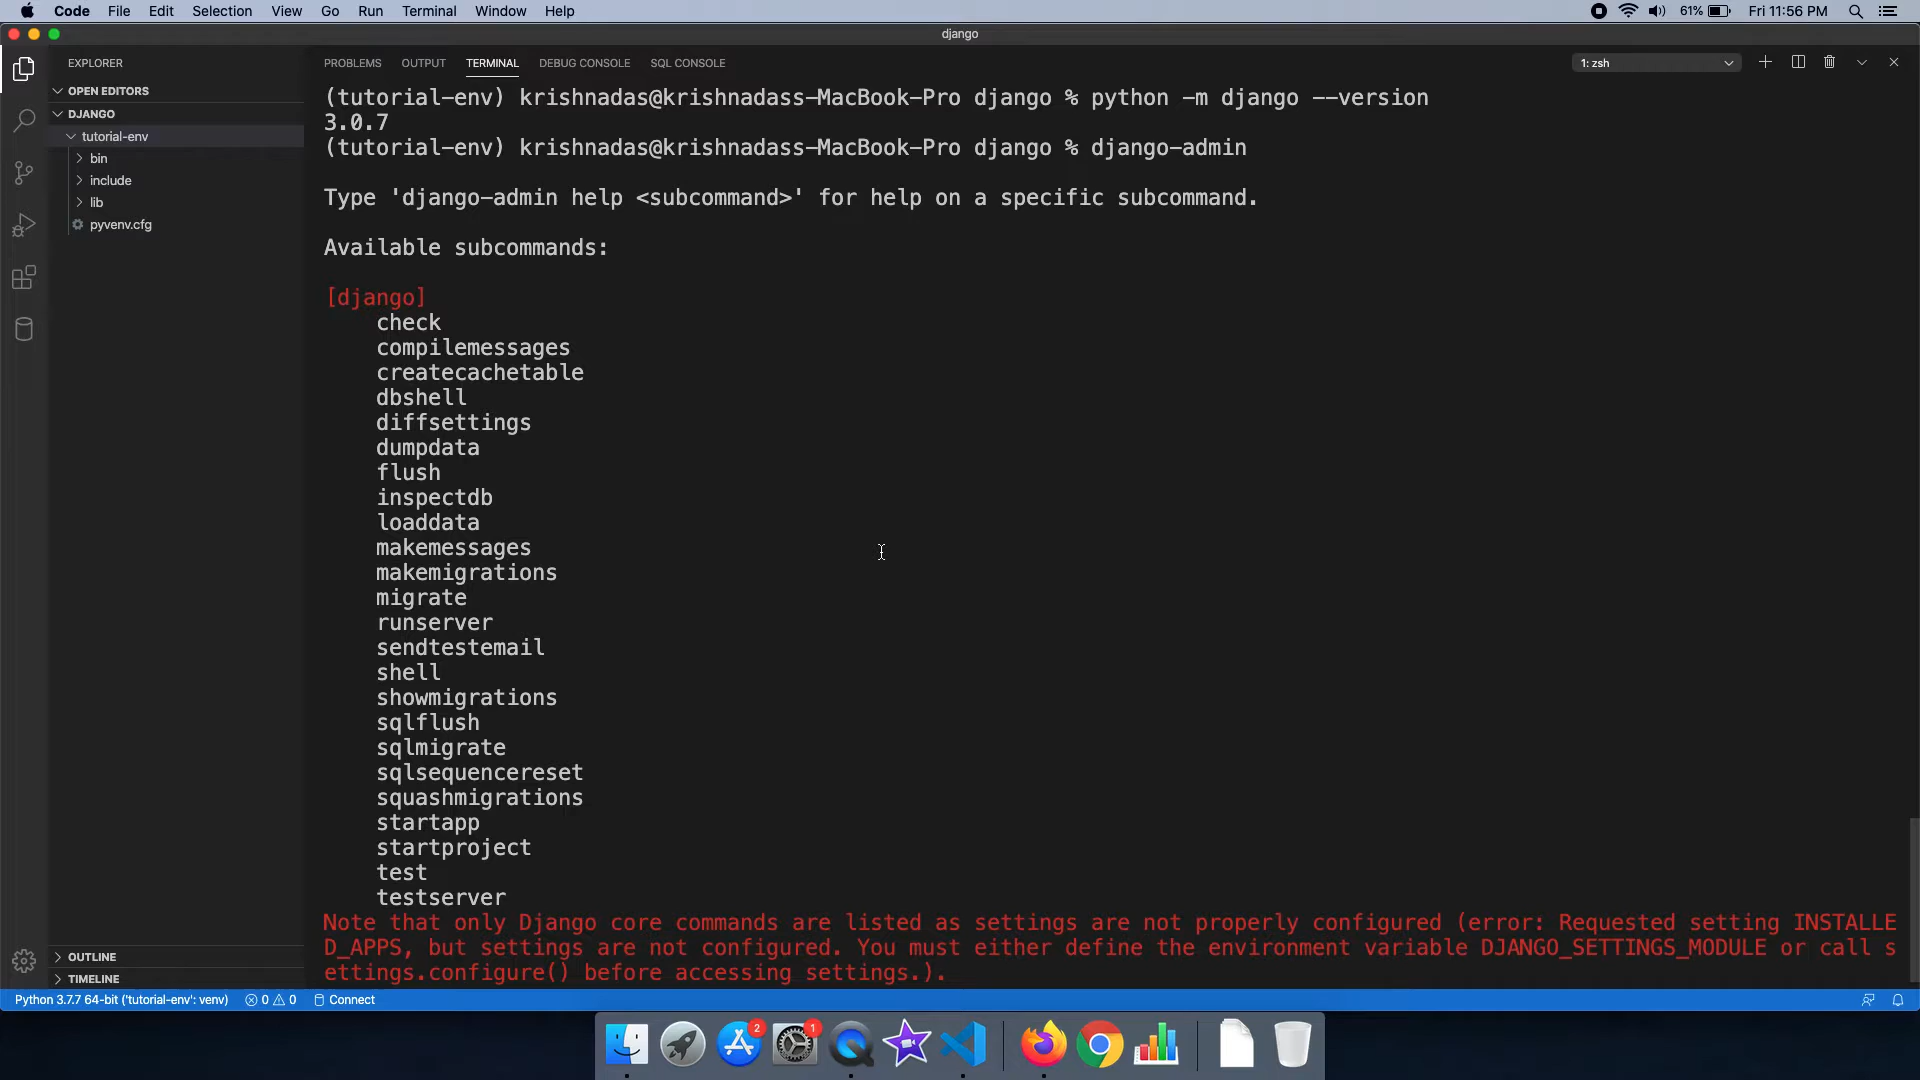 Code File Edit Selection View Go Run Terminal Window Help 61% Fri 11:56 PM
django
EXPLORER
OPEN EDITORS
DJANGO
tutorial-env
bin
include
lib
pyvenv.cfg
OUTLINE
TIMELINE
PROBLEMS OUTPUT TERMINAL DEBUG CONSOLE SQL CONSOLE 1: zsh
(tutorial-env) krishnadas@krishnadass-MacBook-Pro django % python -m django --version
3.0.7
(tutorial-env) krishnadas@krishnadass-MacBook-Pro django % django-admin
Type 'django-admin help <subcommand>' for help on a specific subcommand.
Available subcommands:
[django]
check
compilemessages
createcachetable
dbshell
diffsettings
dumpdata
flush
inspectdb
loaddata
makemessages
makemigrations
migrate
runserver
sendtestemail
shell
showmigrations
sqlflush
sqlmigrate
sqlsequencereset
squashmigrations
startapp
startproject
test
testserver
Note that only Django core commands are listed as settings are not properly configured (error: Requested setting INSTALLE
D_APPS, but settings are not configured. You must either define the environment variable DJANGO_SETTINGS_MODULE or call s
ettings.configure() before accessing settings.).
Python 3.7.7 64-bit ('tutorial-env': venv) 0 0 Connect
2 1